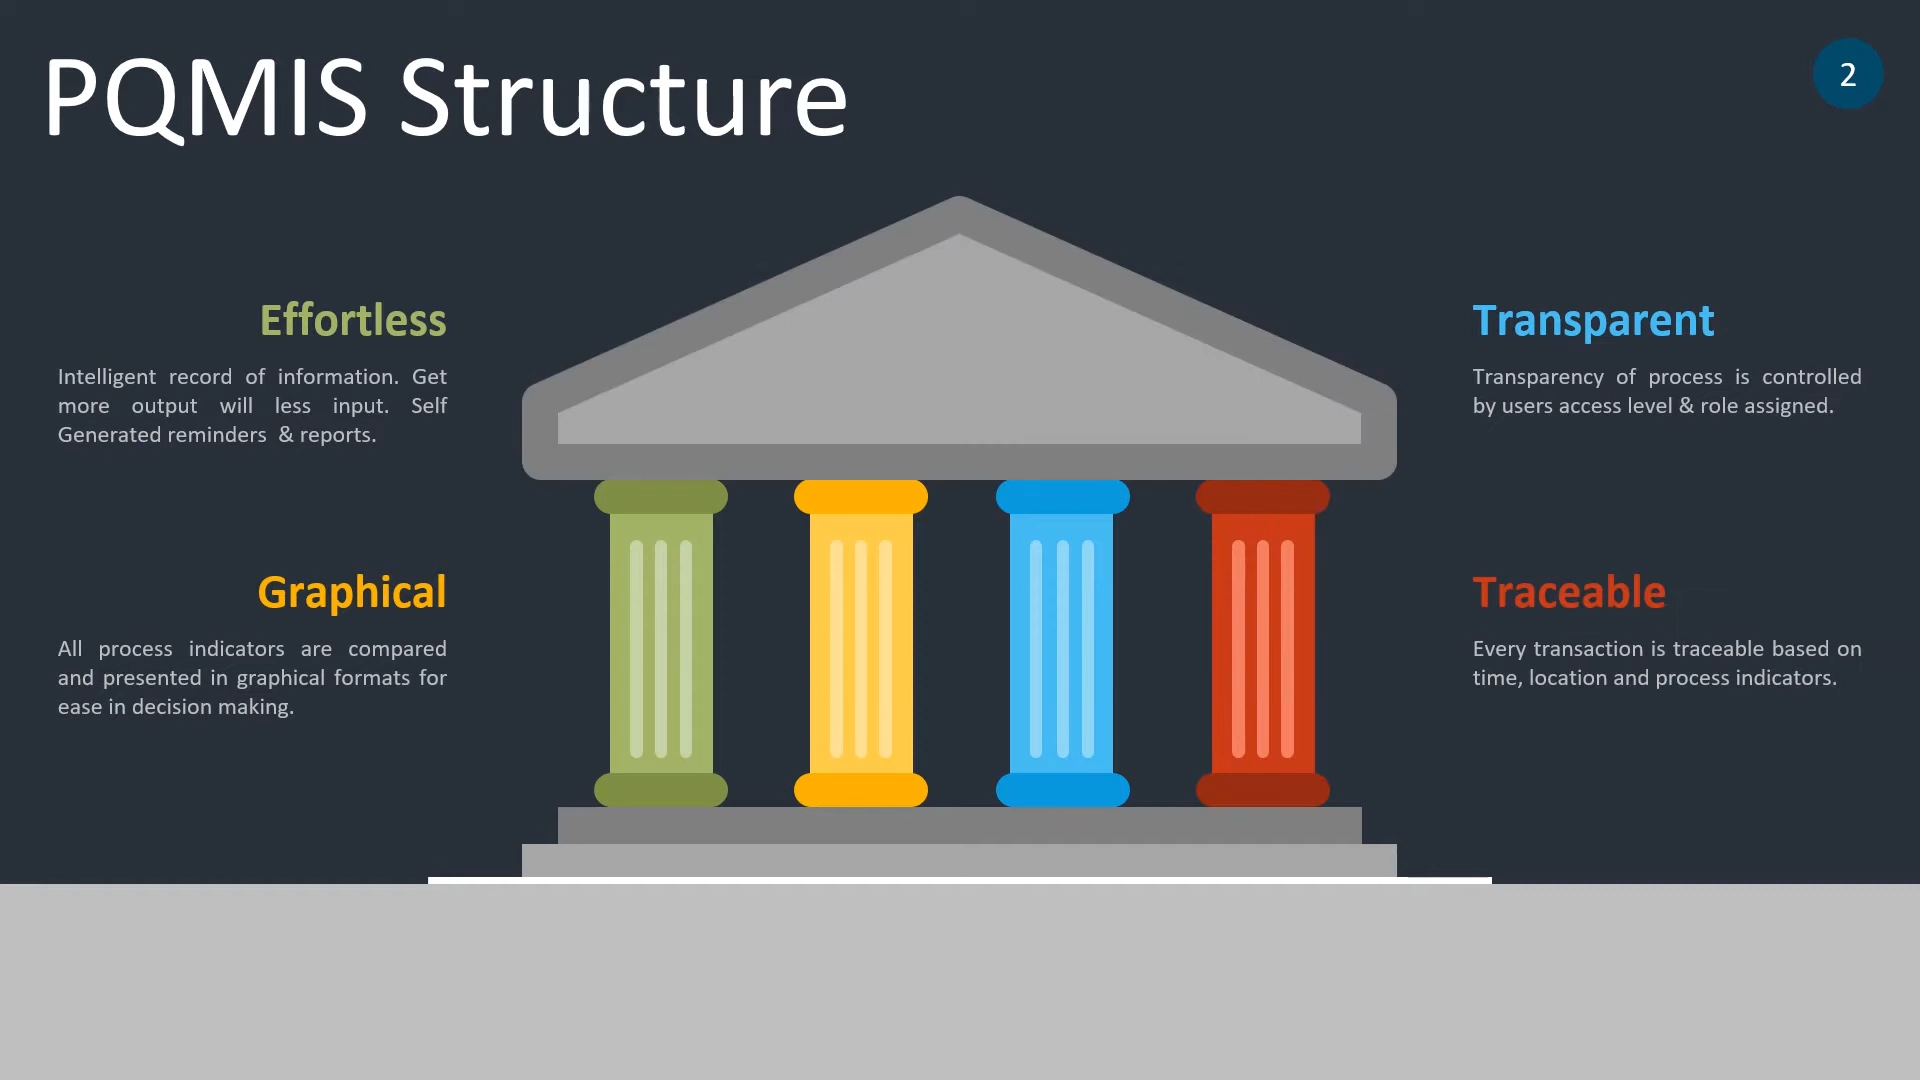 PQMIS Structure
2
Effortless
Intelligent record of information. Get
more output will less input. Self
Generated reminders & reports.
Graphical
All process indicators are compared
and presented in graphical formats for
ease in decision making.
Transparent
Transparency of process is controlled
by users access level & role assigned.
Traceable
Every transaction is traceable based on
time, location and process indicators.